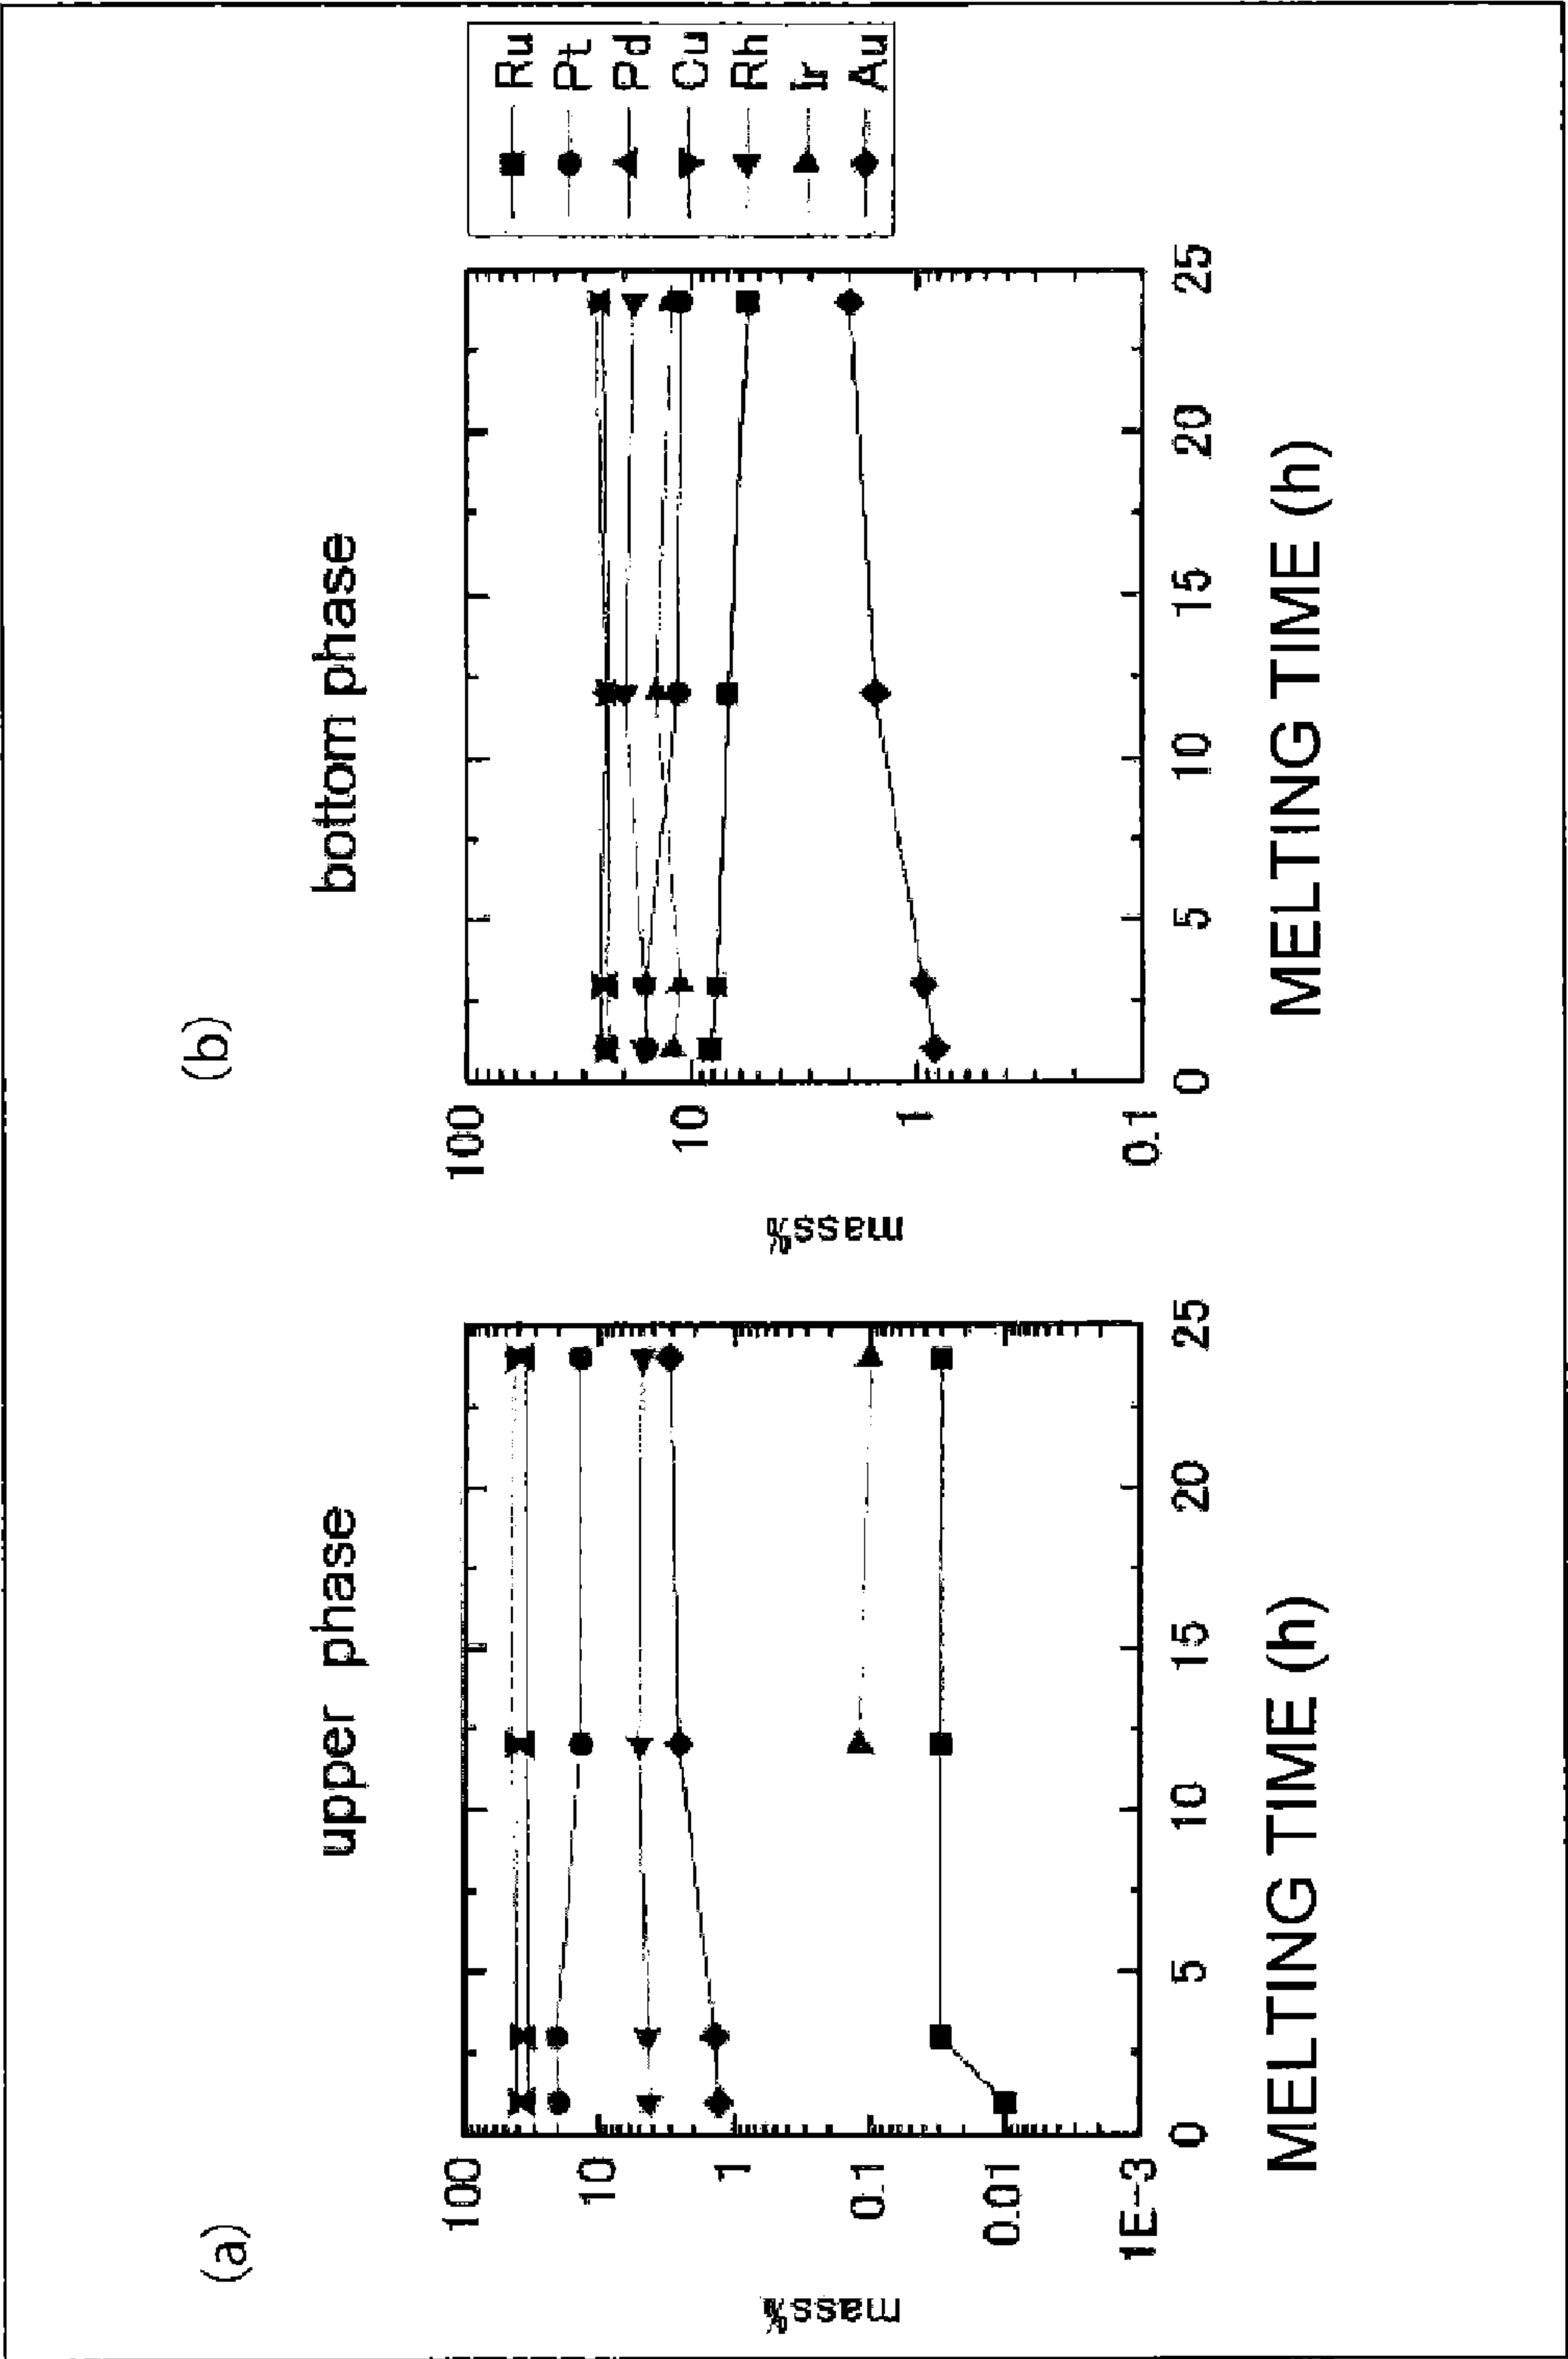 (a)
upper phase
mass%
100
10
1
0.1
0.01
1E-3
0 5 10 15 20 25
MELTING TIME (h)
(b)
bottom phase
mass%
100
10
1
0.1
0 5 10 15 20 25
MELTING TIME (h)
Ru
Pt
Pd
Cu
Rh
Ir
Au